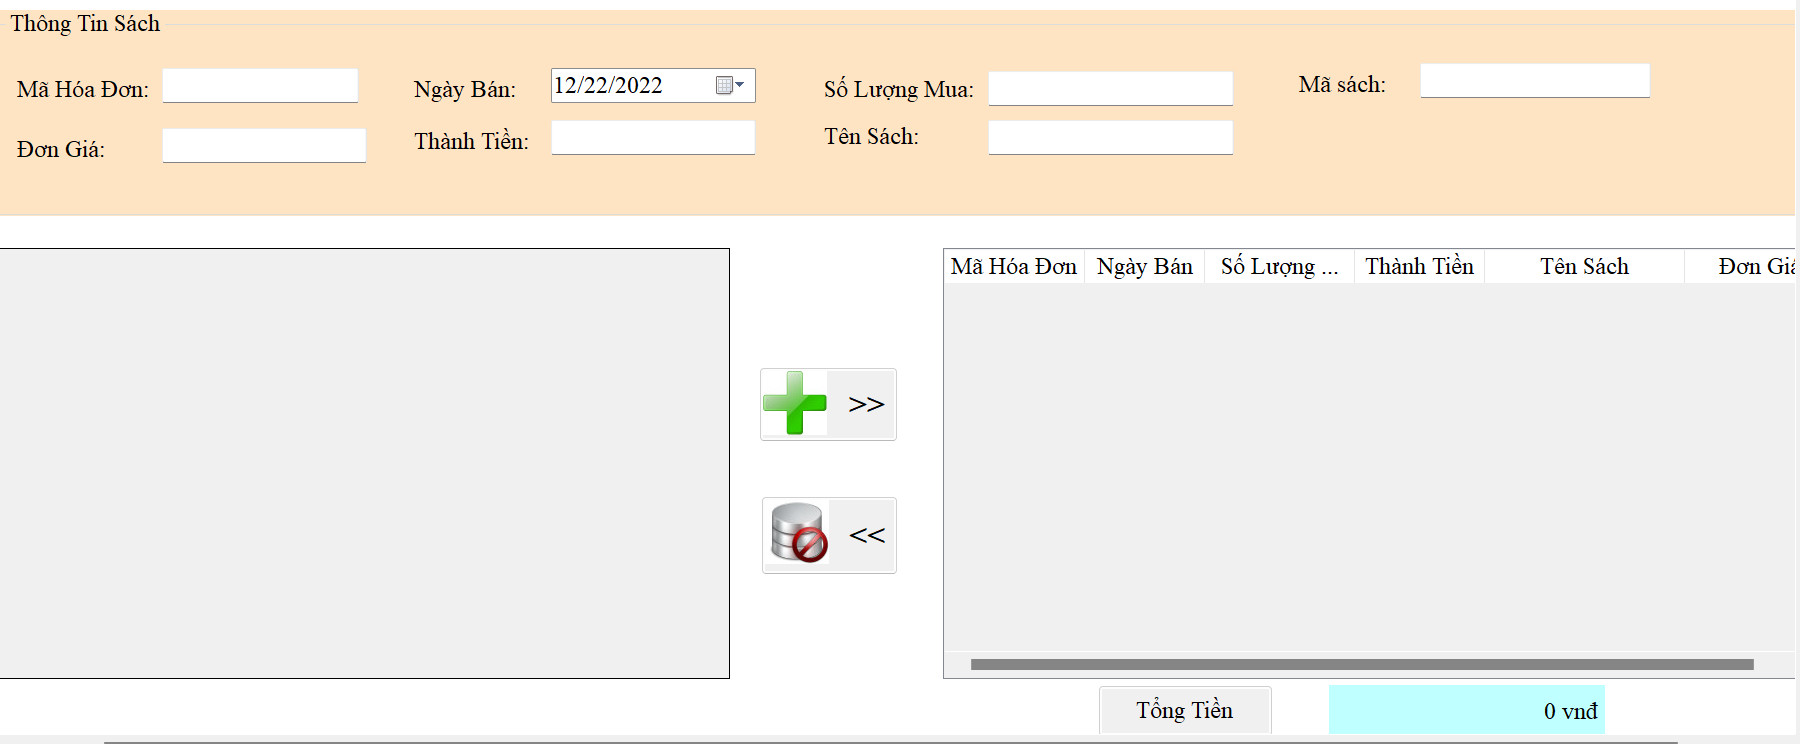 Thông Tin Sách
Mã Hóa Đơn:
Ngày Bán:
12/22/2022
Số Lượng Mua:
Mã sách:
Đơn Giá:
Thành Tiền:
Tên Sách:
Mã Hóa Đơn Ngày Bán Số Lượng ... Thành Tiền Tên Sách Đơn Giá
>>
<<
Tổng Tiền
0 vnđ